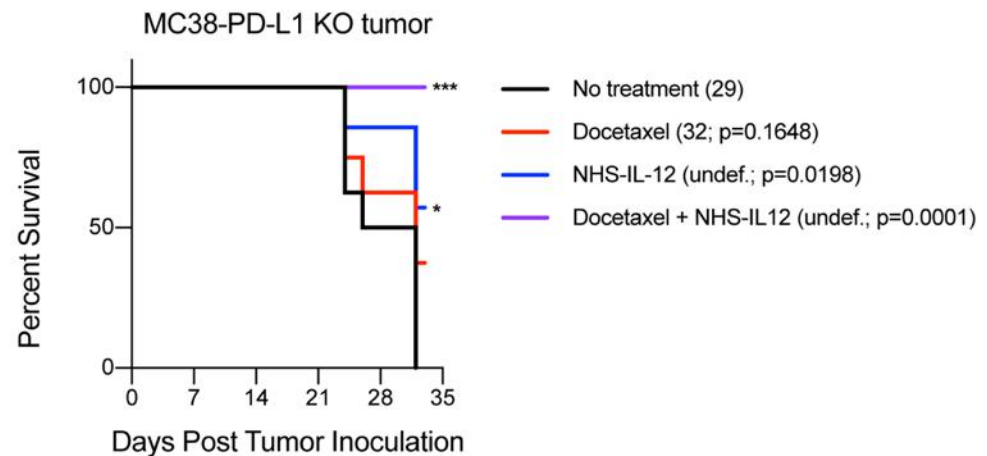 MC38-PD-L1 KO tumor
100
50
0
Percent Survival
0 7 14 21 28 35
Days Post Tumor Inoculation
***
*
No treatment (29)
Docetaxel (32; p=0.1648)
NHS-IL-12 (undef.; p=0.0198)
Docetaxel + NHS-IL12 (undef.; p=0.0001)